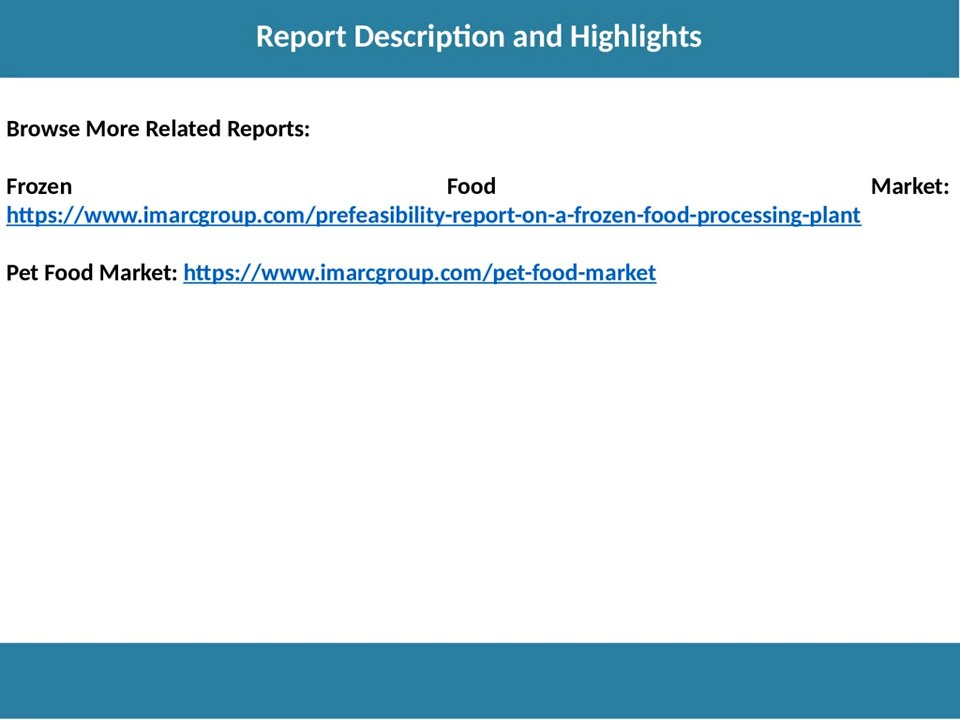 Report Description and Highlights
Browse More Related Reports:
Frozen Food Market:
https://www.imarcgroup.com/prefeasibility-report-on-a-frozen-food-processing-plant
Pet Food Market: https://www.imarcgroup.com/pet-food-market